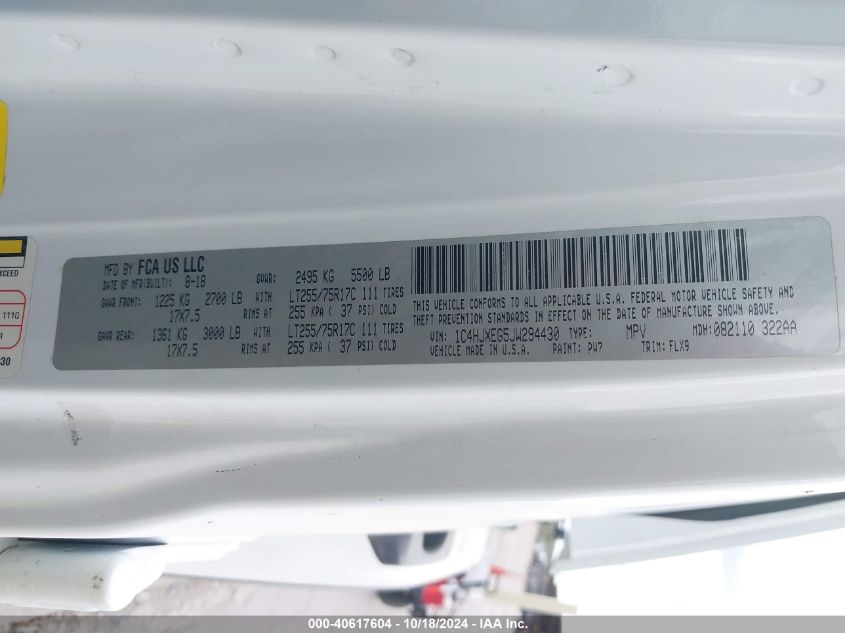 MFD BY FCA US LLC
DATE OF MFR(BUILT): 8-18 GVWR: 2495 KG 5500 LB
GAWR FRONT: 1225 KG 2700 LB WITH LT255/75R17C 111 TIRES
17X7.5 RIMS AT 255 KPA ( 37 PSI) COLD
GAWR REAR: 1361 KG 3000 LB WITH LT255/75R17C 111 TIRES
17X7.5 RIMS AT 255 KPA ( 37 PSI) COLD
THIS VEHICLE CONFORMS TO ALL APPLICABLE U.S.A. FEDERAL MOTOR VEHICLE SAFETY AND
THEFT PREVENTION STANDARDS IN EFFECT ON THE DATE OF MANUFACTURE SHOWN ABOVE.
VIN: 1C4HJXEG5JW294430 TYPE: MPV MDH: 082110 322AA
VEHICLE MADE IN U.S.A. PAINT: PW7 TRIM: FLX9
XCEED
111G
30
000-40617604 - 10/18/2024 - IAA Inc.